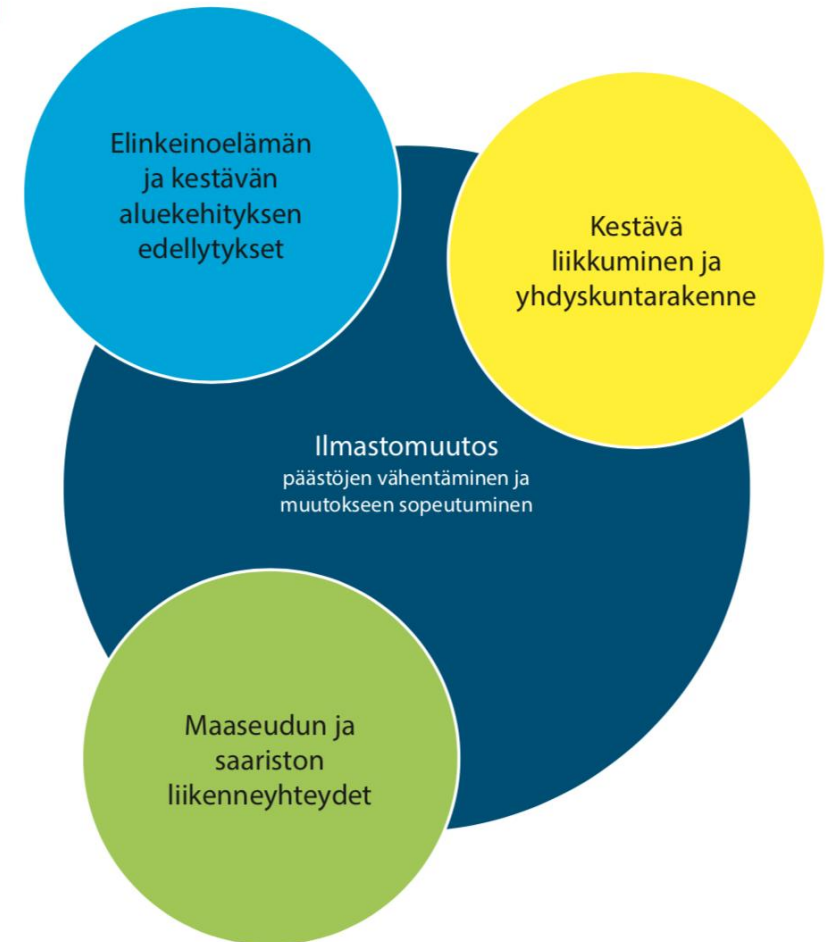 Elinkeinoelämän
ja kestävän
aluekehityksen
edellytykset
Kestävä
liikkuminen ja
yhdyskuntarakenne
Ilmastomuutos
päästöjen vähentäminen ja
muutokseen sopeutuminen
Maaseudun ja
saariston
liikenneyhteydet